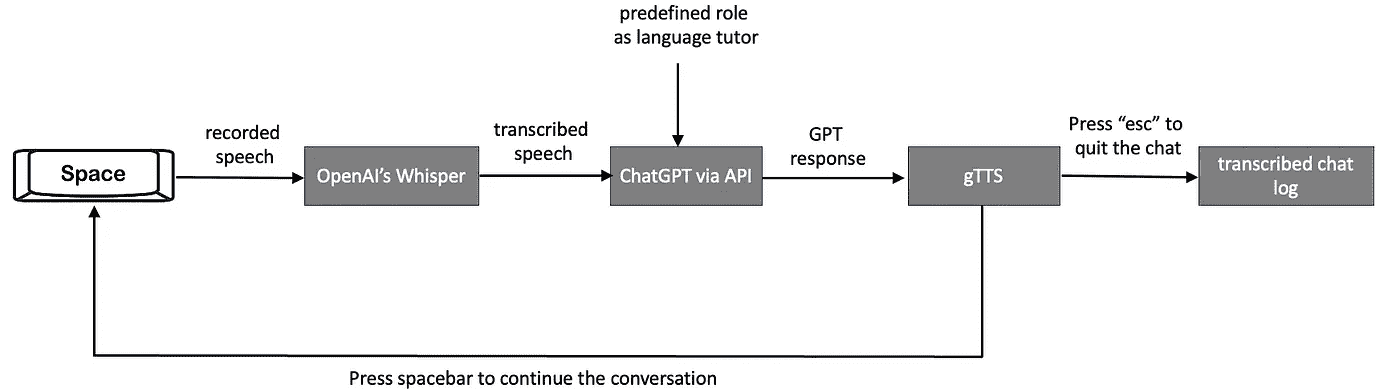 predefined role
as language tutor
recorded
speech
transcribed
speech
GPT
response
Press “esc” to
quit the chat
Space
OpenAI’s Whisper
ChatGPT via API
gTTS
transcribed chat
log
Press spacebar to continue the conversation